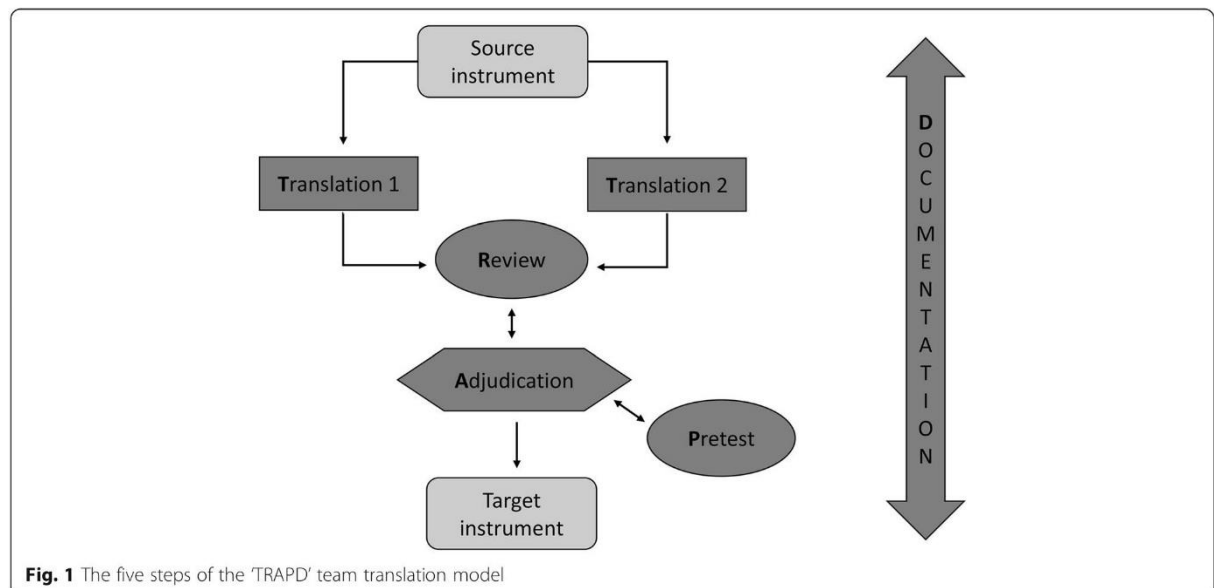 Source
instrument
Translation 1
Translation 2
Review
Adjudication
Pretest
Target
instrument
DOCUMENTATION
Fig. 1 The five steps of the 'TRAPD' team translation model